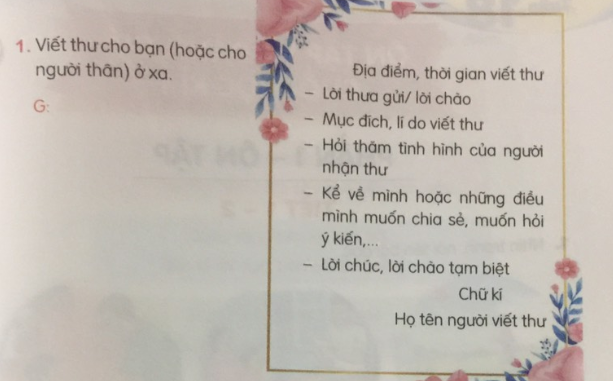 1. Viết thư cho bạn (hoặc cho
người thân) ở xa.
G:
Địa điểm, thời gian viết thư
– Lời thưa gửi/ lời chào
– Mục đích, lí do viết thư
– Hỏi thăm tình hình của người
nhận thư
– Kể về mình hoặc những điều
mình muốn chia sẻ, muốn hỏi
ý kiến,...
– Lời chúc, lời chào tạm biệt
Chữ kí
Họ tên người viết thư